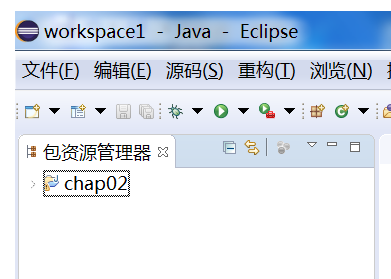 workspace1 - Java - Eclipse
文件(F) 编辑(E) 源码(S) 重构(T) 浏览(N)
包资源管理器
chap02